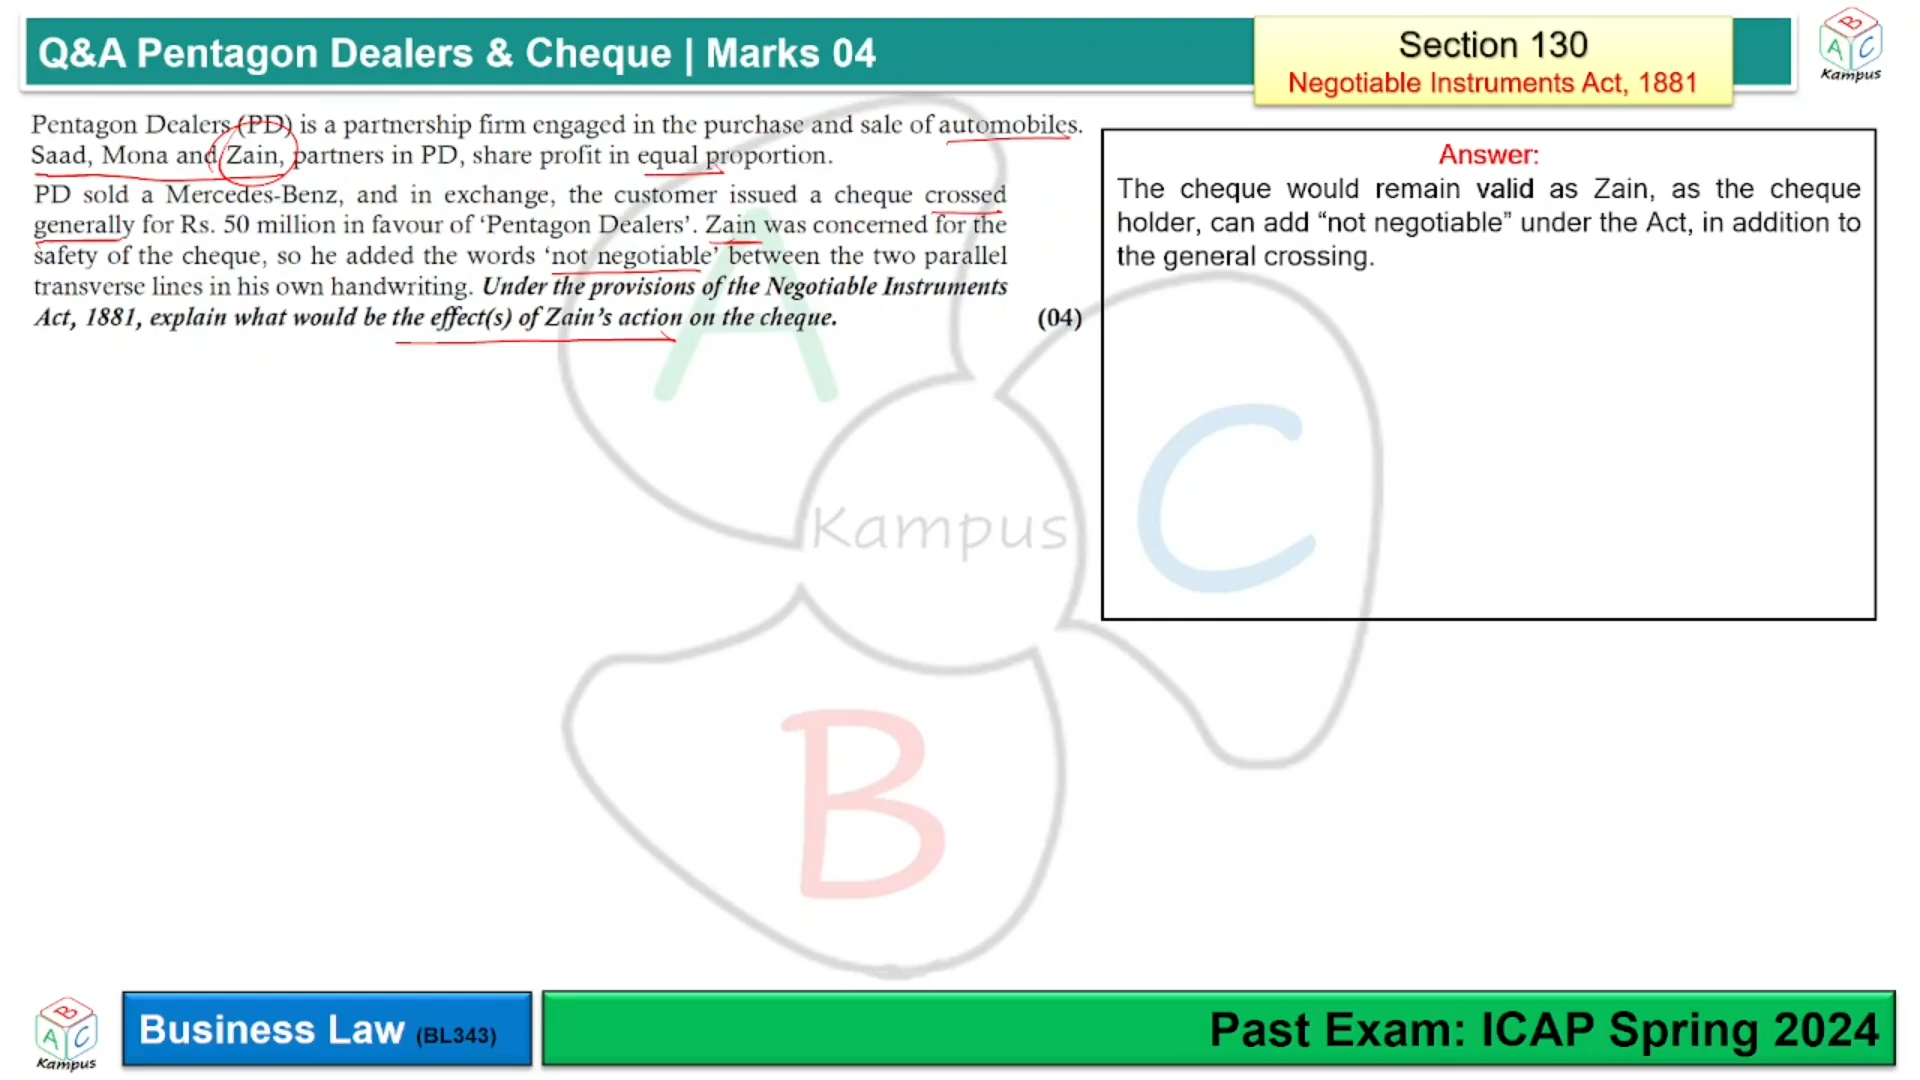 Q&A Pentagon Dealers & Cheque | Marks 04
Section 130
Negotiable Instruments Act, 1881
B
A C
Kampus
Pentagon Dealers (PD) is a partnership firm engaged in the purchase and sale of automobiles.
Saad, Mona and Zain, partners in PD, share profit in equal proportion.
PD sold a Mercedes-Benz, and in exchange, the customer issued a cheque crossed
generally for Rs. 50 million in favour of ‘Pentagon Dealers’. Zain was concerned for the
safety of the cheque, so he added the words ‘not negotiable’ between the two parallel
transverse lines in his own handwriting. Under the provisions of the Negotiable Instruments
Act, 1881, explain what would be the effect(s) of Zain’s action on the cheque. (04)
Answer:
The cheque would remain valid as Zain, as the cheque
holder, can add “not negotiable” under the Act, in addition to
the general crossing.
A
C
Kampus
B
B
A C
Kampus
Business Law (BL343)
Past Exam: ICAP Spring 2024